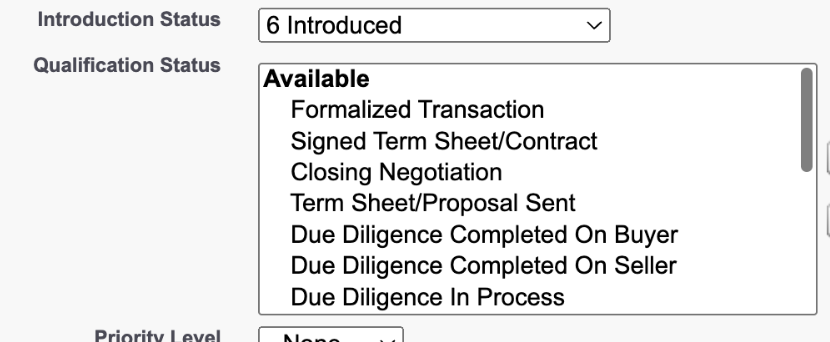 Introduction Status
6 Introduced
Qualification Status
Available
Formalized Transaction
Signed Term Sheet/Contract
Closing Negotiation
Term Sheet/Proposal Sent
Due Diligence Completed On Buyer
Due Diligence Completed On Seller
Due Diligence In Process
Priority Level
None